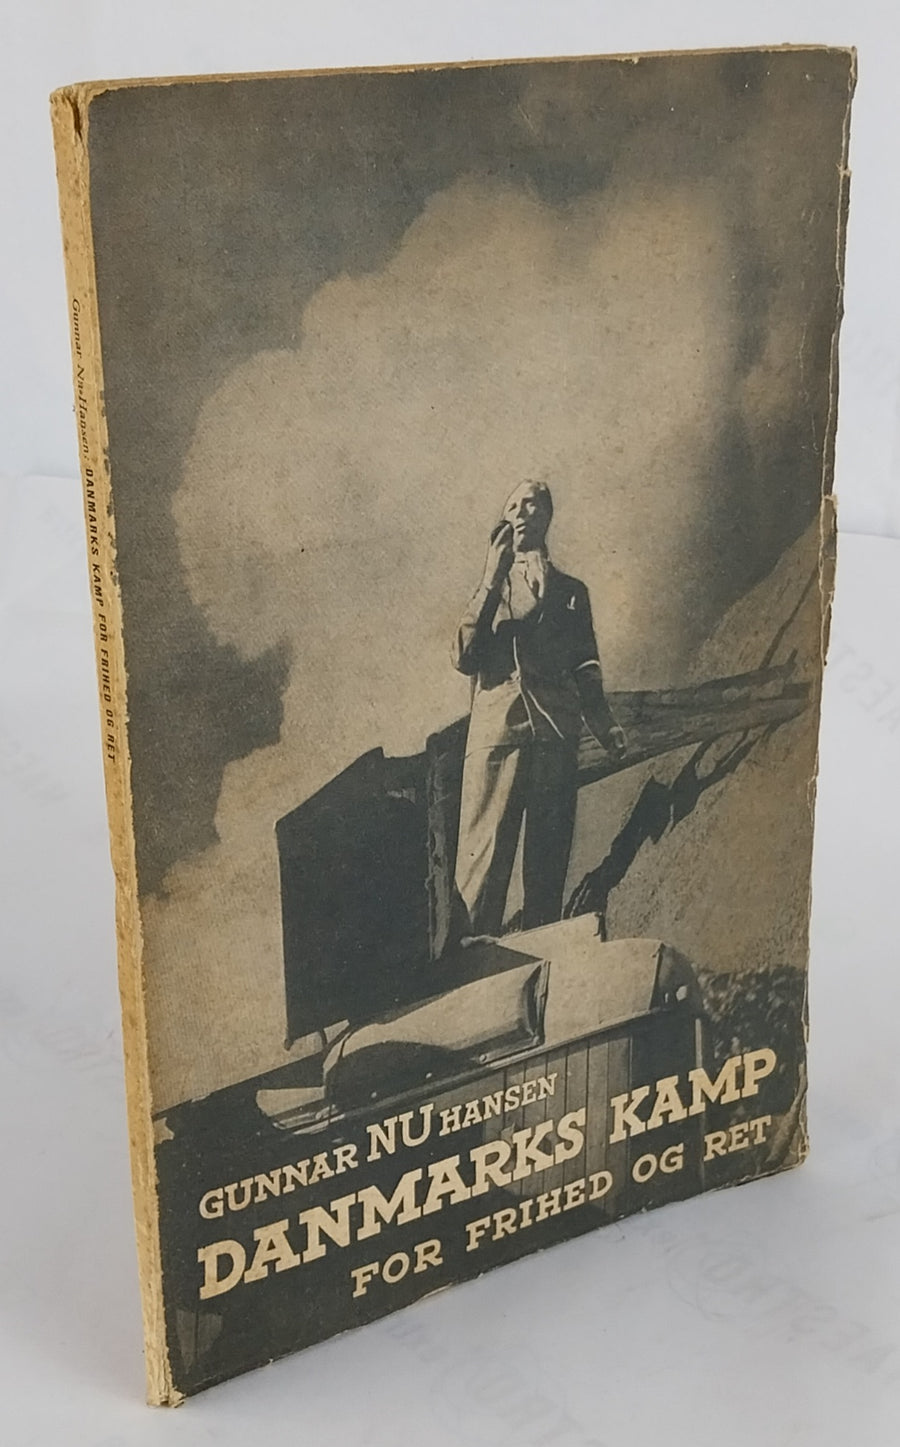 Gunnar Nu-Hansen: DANMARKS KAMP FOR FRIHED OG RET
GUNNAR NU HANSEN
DANMARKS KAMP
FOR FRIHED OG RET